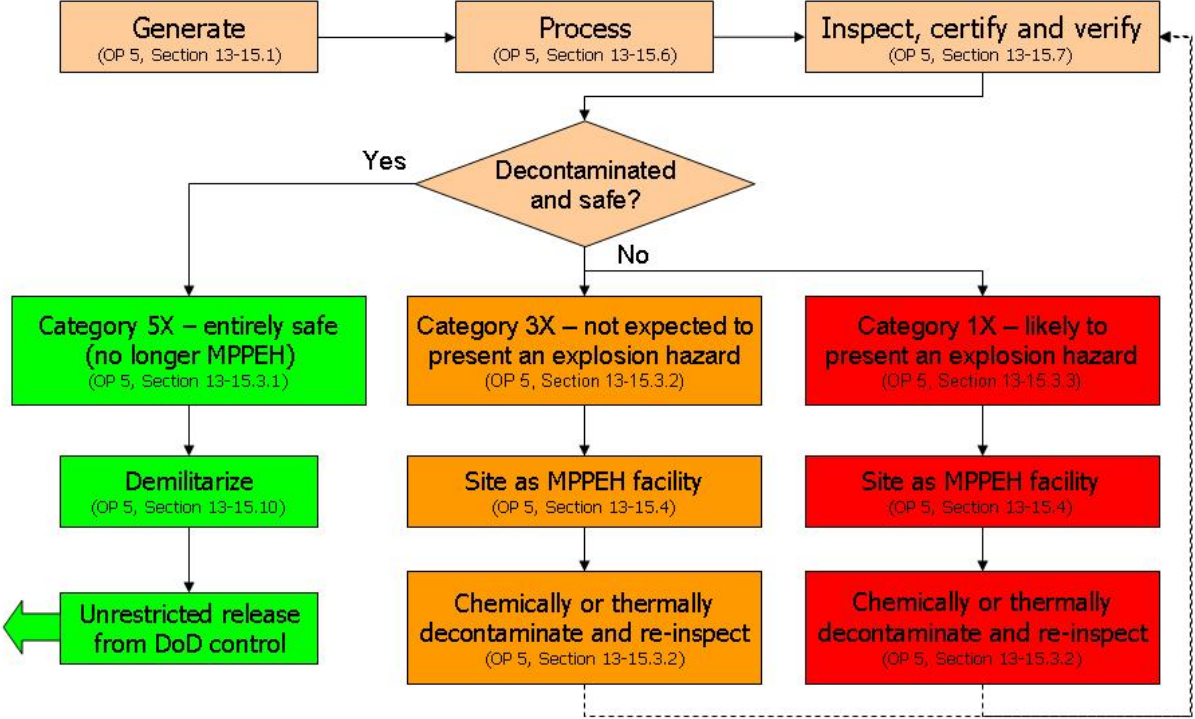 Generate
(OP 5, Section 13-15.1)
Process
(OP 5, Section 13-15.6)
Inspect, certify and verify
(OP 5, Section 13-15.7)
Decontaminated
and safe?
Yes
No
Category 5X – entirely safe
(no longer MPPEH)
(OP 5, Section 13-15.3.1)
Category 3X – not expected to
present an explosion hazard
(OP 5, Section 13-15.3.2)
Category 1X – likely to
present an explosion hazard
(OP 5, Section 13-15.3.3)
Demilitarize
(OP 5, Section 13-15.10)
Site as MPPEH facility
(OP 5, Section 13-15.4)
Site as MPPEH facility
(OP 5, Section 13-15.4)
Unrestricted release
from DoD control
Chemically or thermally
decontaminate and re-inspect
(OP 5, Section 13-15.3.2)
Chemically or thermally
decontaminate and re-inspect
(OP 5, Section 13-15.3.2)